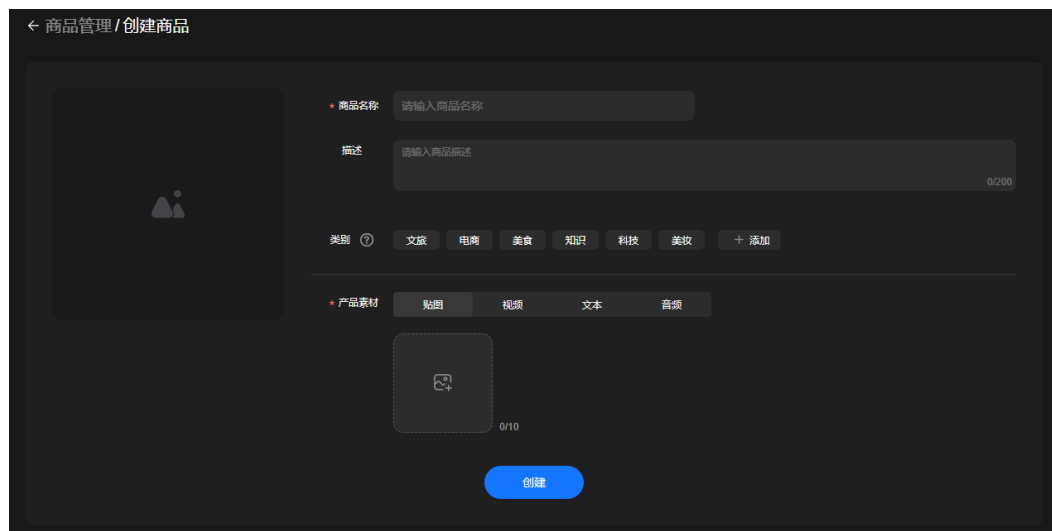 ← 商品管理 / 创建商品
* 商品名称 请输入商品名称
描述 请输入商品描述
0/200
类别 ? 文旅 电商 美食 知识 科技 美妆 + 添加
* 产品素材 贴图 视频 文本 音频
0/10
创建